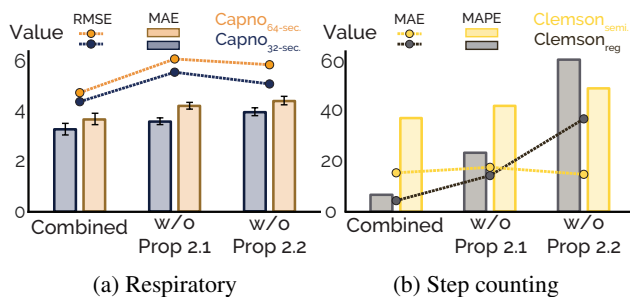 RMSE MAE Capno64-sec.
Value Capno32-sec.
6
4
2
0
Combined w/o Prop 2.1 w/o Prop 2.2
(a) Respiratory
MAE MAPE Clemsonsemi.
Value Clemsonreg
60
40
20
0
Combined w/o Prop 2.1 w/o Prop 2.2
(b) Step counting